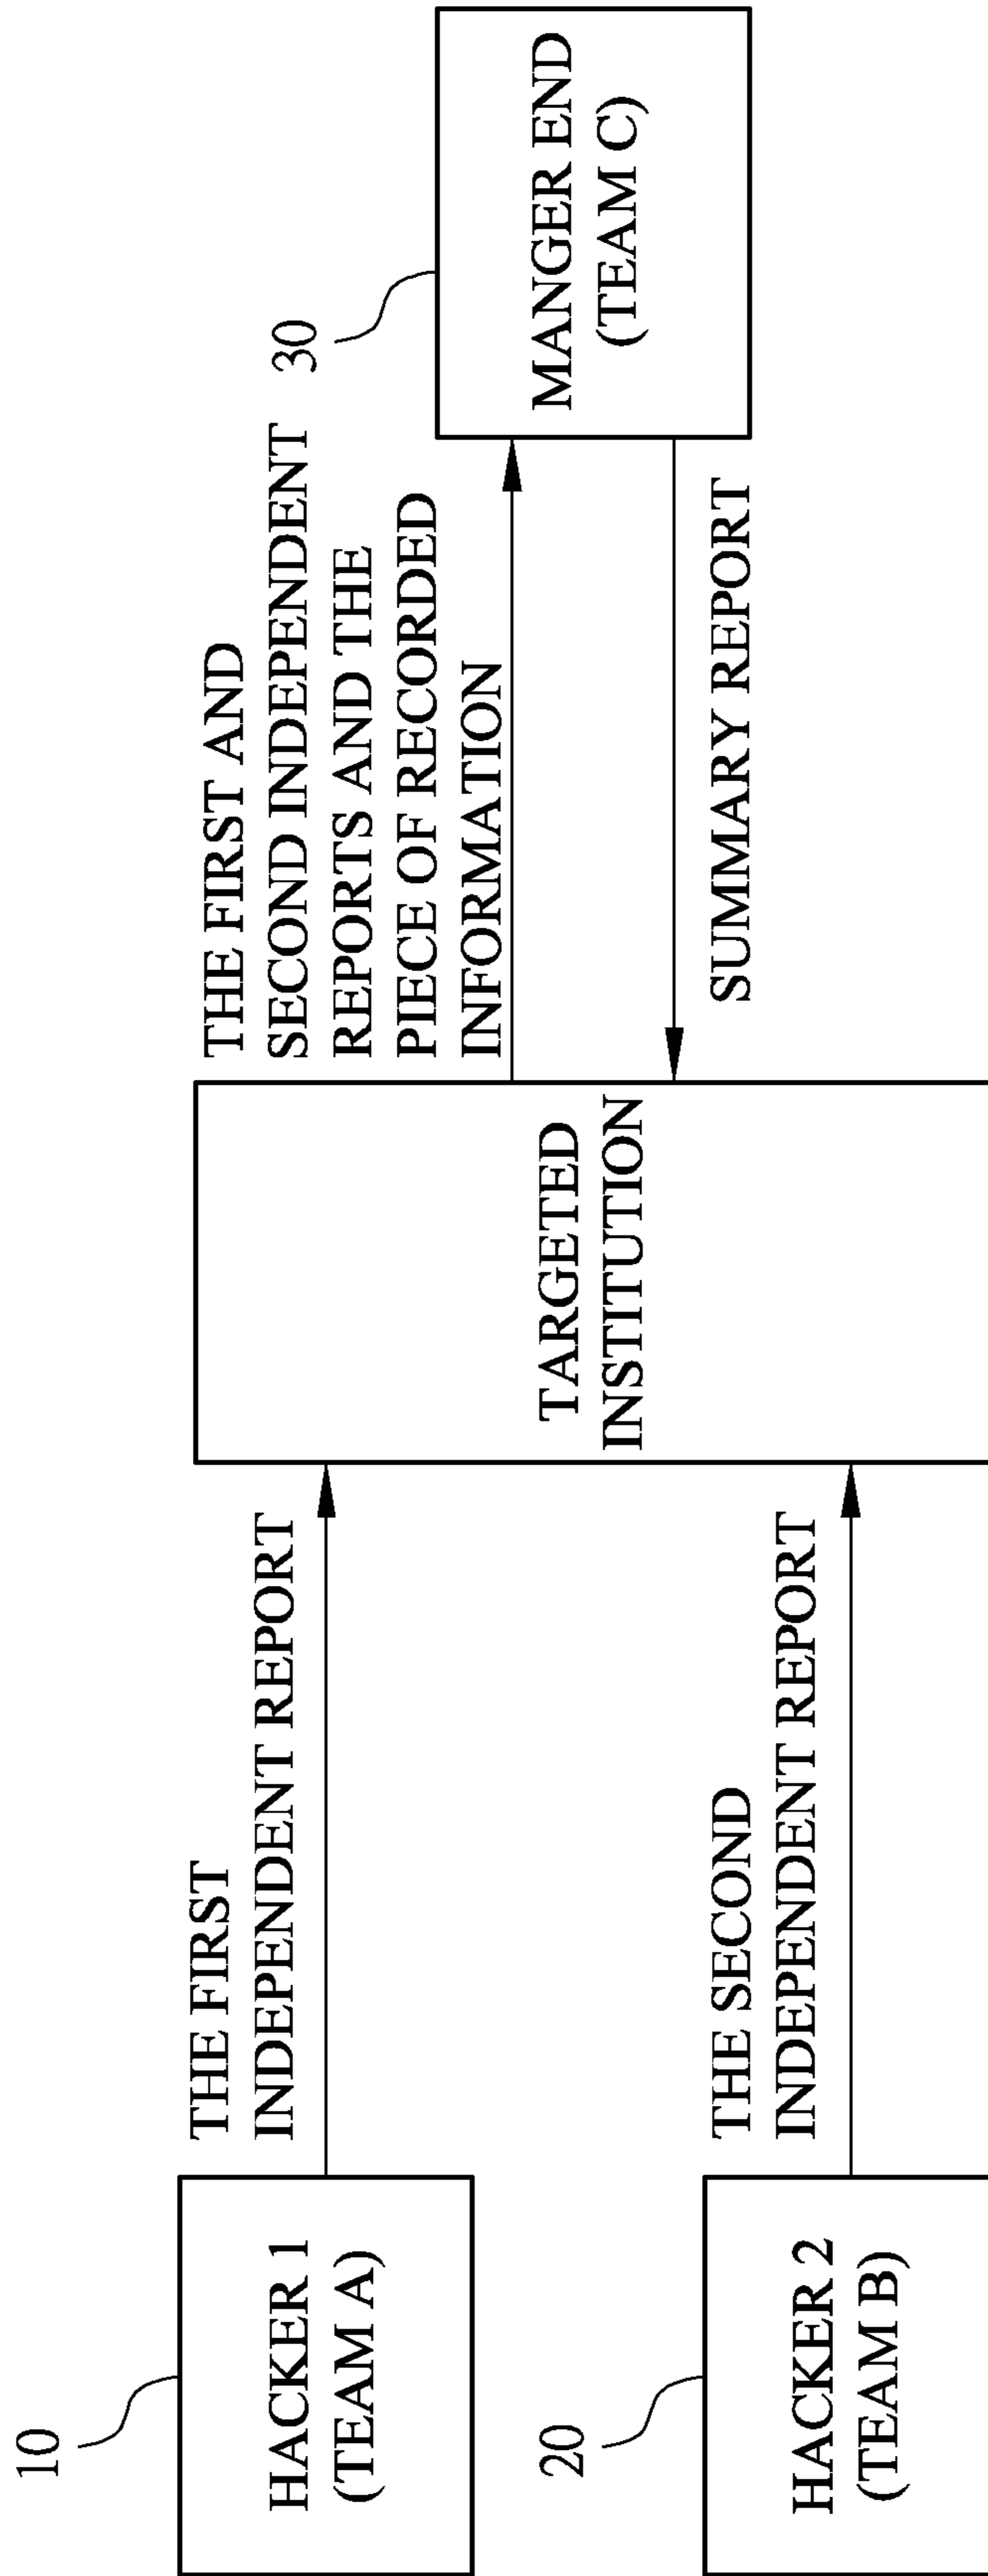 10
HACKER 1
(TEAM A)
THE FIRST
INDEPENDENT REPORT
20
HACKER 2
(TEAM B)
THE SECOND
INDEPENDENT REPORT
TARGETED
INSTITUTION
THE FIRST AND
SECOND INDEPENDENT
REPORTS AND THE
PIECE OF RECORDED
INFORMATION
SUMMARY REPORT
30
MANGER END
(TEAM C)